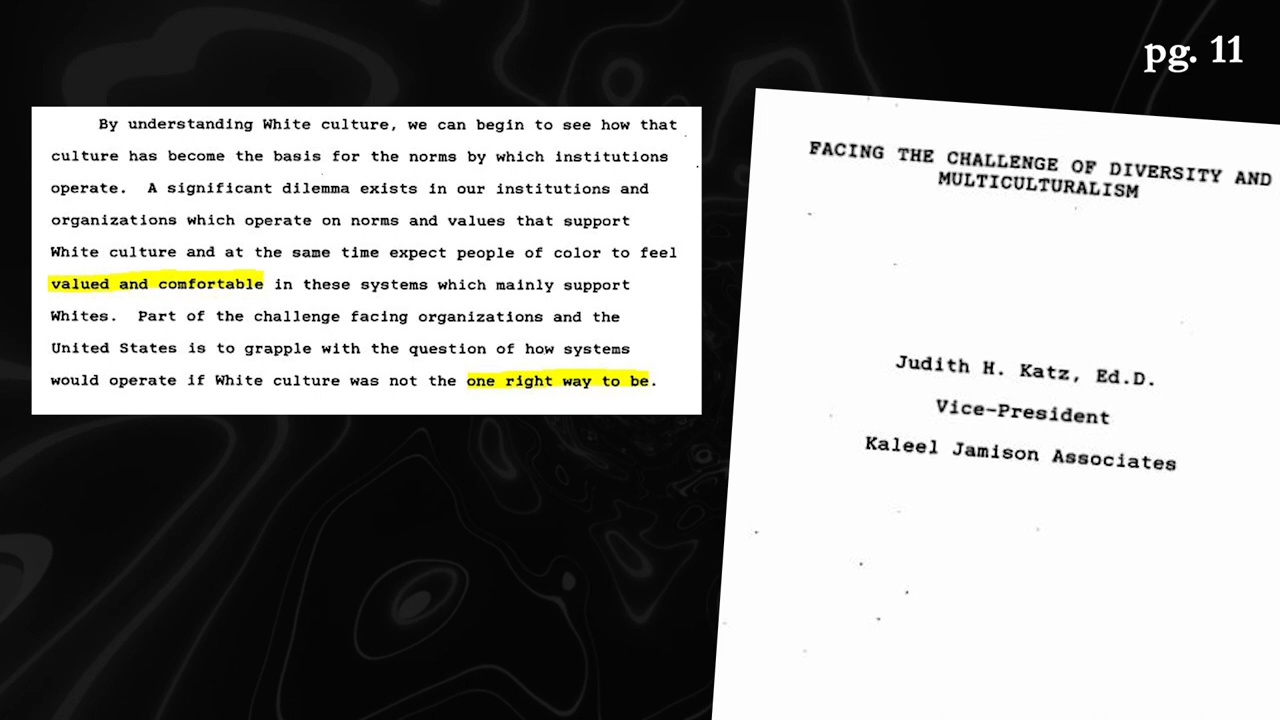 pg. 11
By understanding White culture, we can begin to see how that
culture has become the basis for the norms by which institutions
operate. A significant dilemma exists in our institutions and
organizations which operate on norms and values that support
White culture and at the same time expect people of color to feel
valued and comfortable in these systems which mainly support
Whites. Part of the challenge facing organizations and the
United States is to grapple with the question of how systems
would operate if White culture was not the one right way to be.
FACING THE CHALLENGE OF DIVERSITY AND
MULTICULTURALISM
Judith H. Katz, Ed.D.
Vice-President
Kaleel Jamison Associates